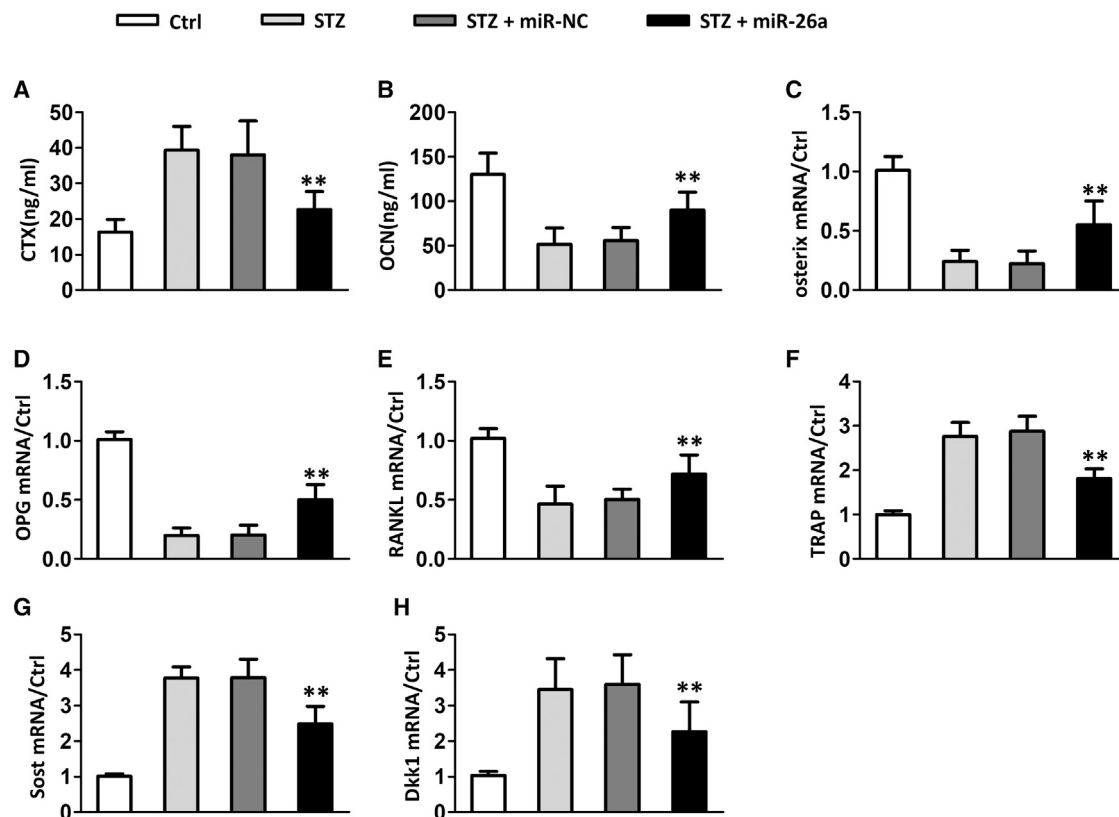 Ctrl STZ STZ + miR-NC STZ + miR-26a
A
CTX(ng/ml)
50
40
30
20
10
0
**
B
OCN(ng/ml)
200
150
100
50
0
**
C
osterix mRNA/Ctrl
1.5
1.0
0.5
0.0
**
D
OPG mRNA/Ctrl
1.5
1.0
0.5
0.0
**
E
RANKL mRNA/Ctrl
1.5
1.0
0.5
0.0
**
F
TRAP mRNA/Ctrl
4
3
2
1
0
**
G
Sost mRNA/Ctrl
5
4
3
2
1
0
**
H
Dkk1 mRNA/Ctrl
5
4
3
2
1
0
**